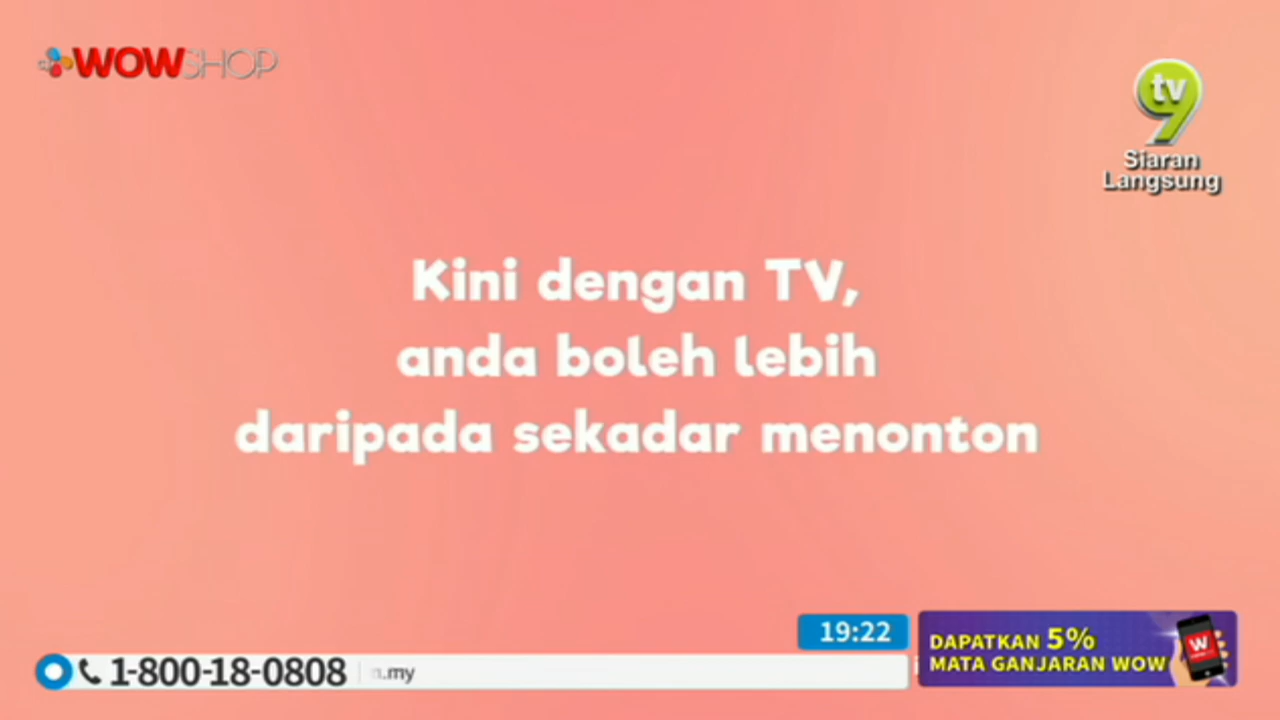 WOWSHOP
tv9
Siaran
Langsung
Kini dengan TV,
anda boleh lebih
daripada sekadar menonton
19:22
DAPATKAN 5%
MATA GANJARAN WOW
1-800-18-0808
.my